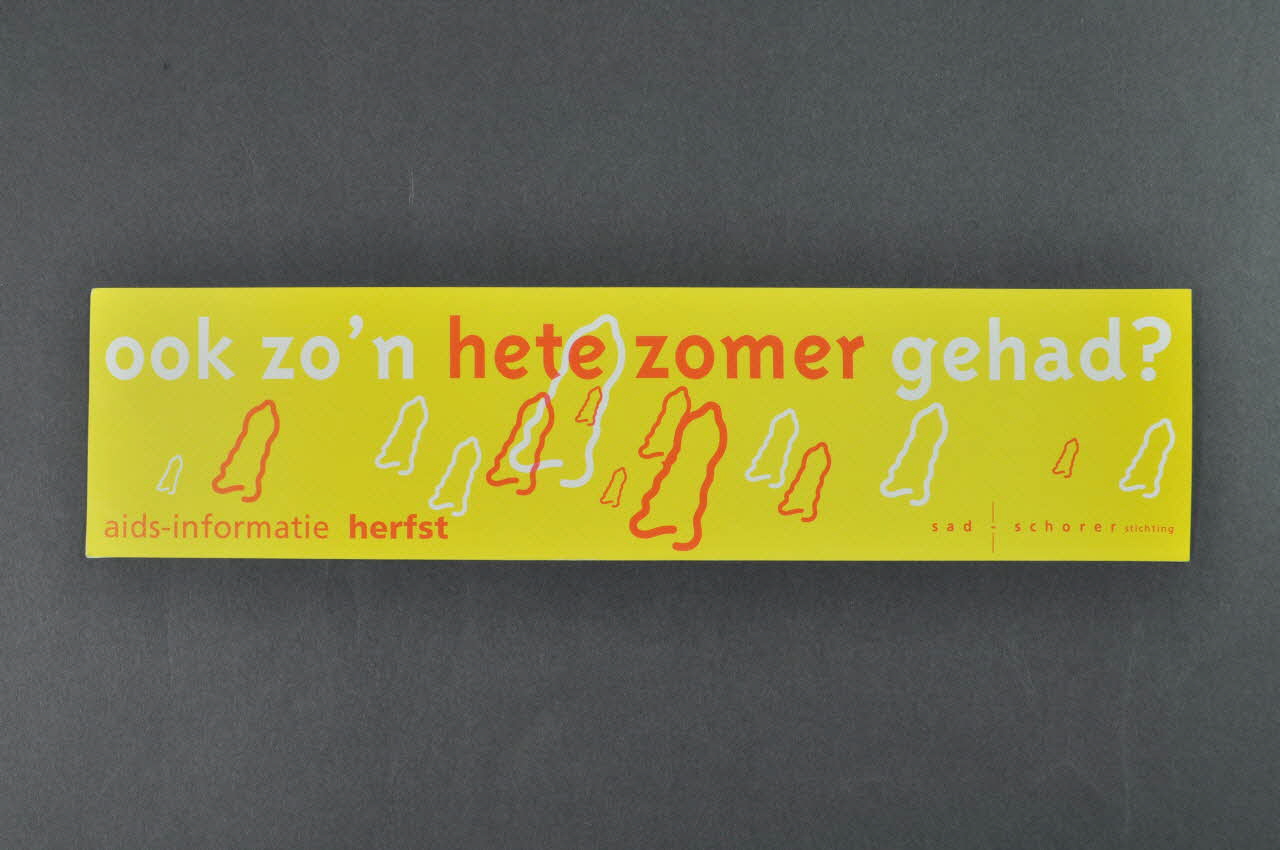 ook zo'n hete zomer gehad?
aids-informatie herfst
sad - schorer stichting